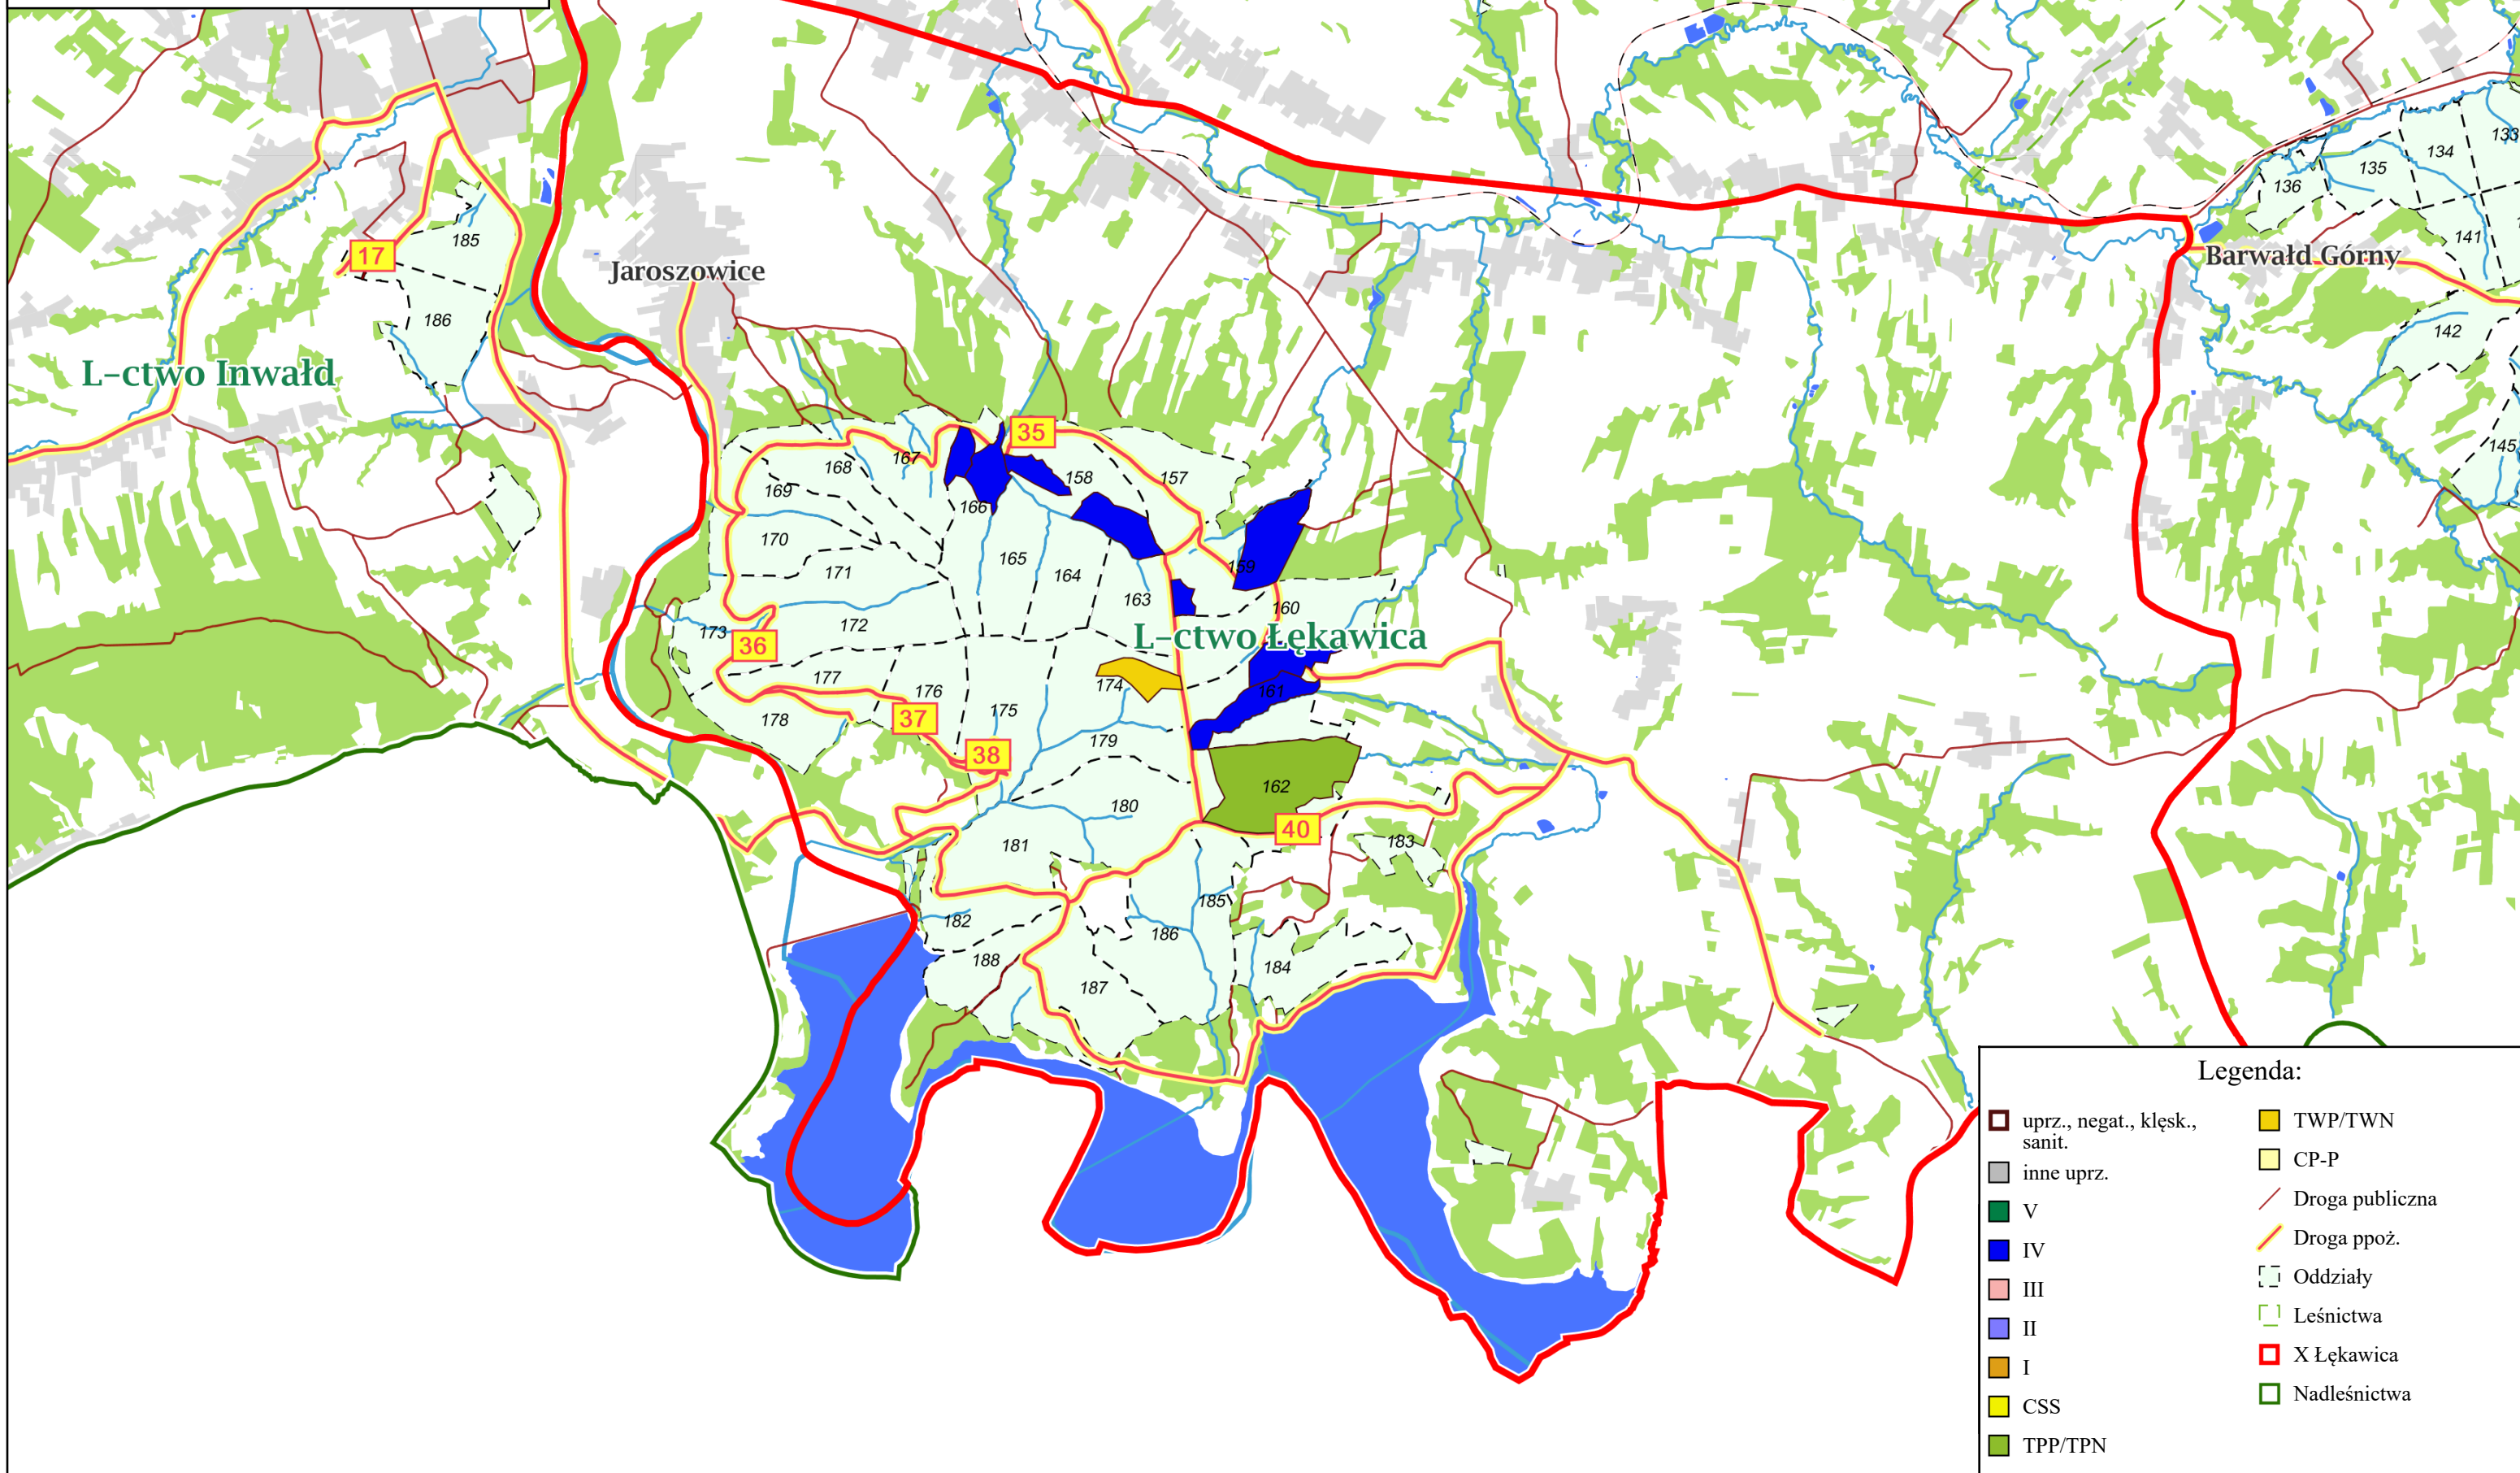 133
134
135
136
185
141
17
Jaroszowice
Barwałd Górny
186
142
L-ctwo Inwałd
35
145
167
168
158
157
169
166
170
165
159
171
164
163
160
172
173
L-ctwo Łękawica
36
177
174
176
161
175
37
178
179
38
162
180
40
183
181
185
182
186
188
184
187
Legenda:
uprz., negat., klęsk.,
sanit.
inne uprz.
V
IV
III
II
I
CSS
TPP/TPN
TWP/TWN
CP-P
Droga publiczna
Droga ppoż.
Oddziały
Leśnictwa
X Łękawica
Nadleśnictwa